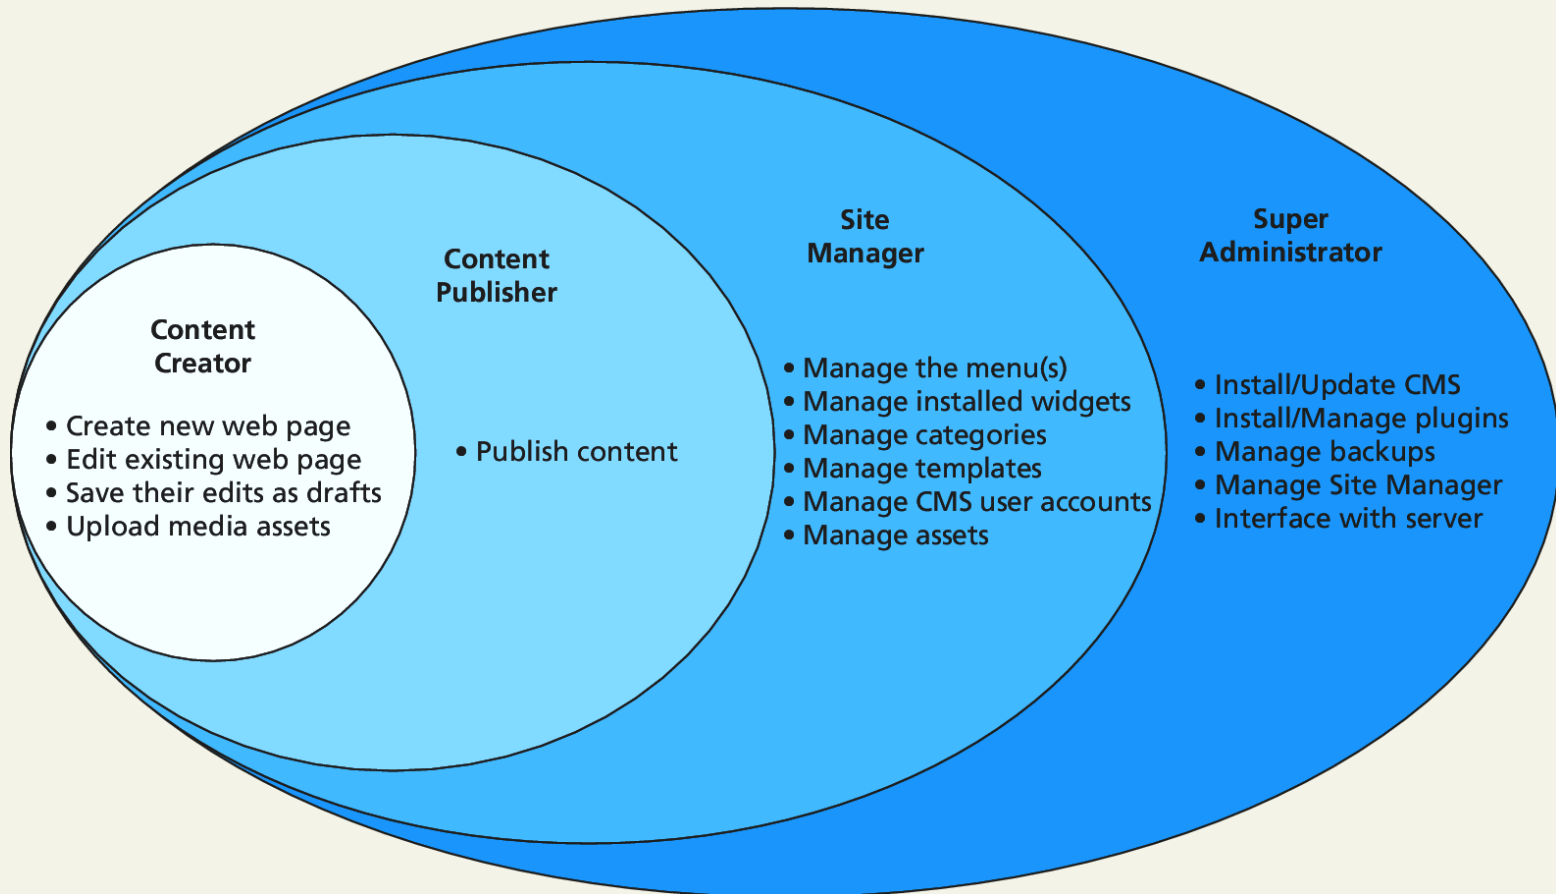 Content
Creator
• Create new web page
• Edit existing web page
• Save their edits as drafts
• Upload media assets
Content
Publisher
• Publish content
Site
Manager
• Manage the menu(s)
• Manage installed widgets
• Manage categories
• Manage templates
• Manage CMS user accounts
• Manage assets
Super
Administrator
• Install/Update CMS
• Install/Manage plugins
• Manage backups
• Manage Site Manager
• Interface with server